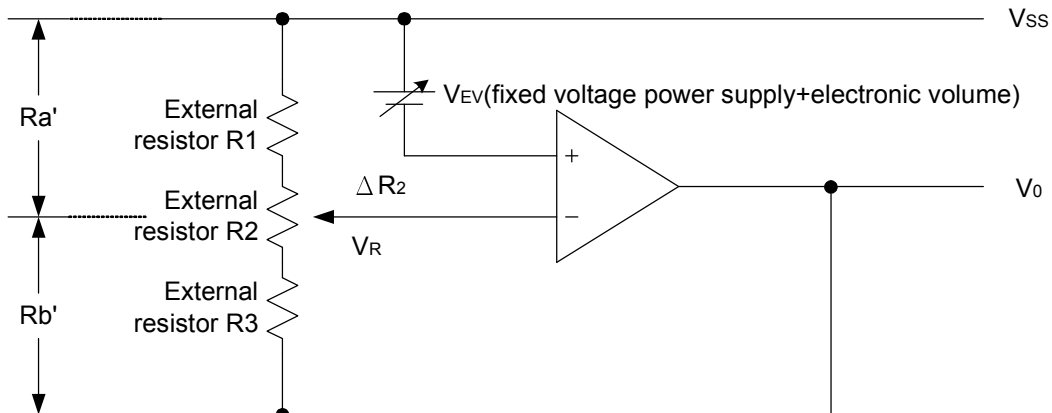 VSS
VEV(fixed voltage power supply+electronic volume)
External
resistor R1
Ra'
+
Δ R2
External
resistor R2
−
V0
VR
External
resistor R3
Rb'